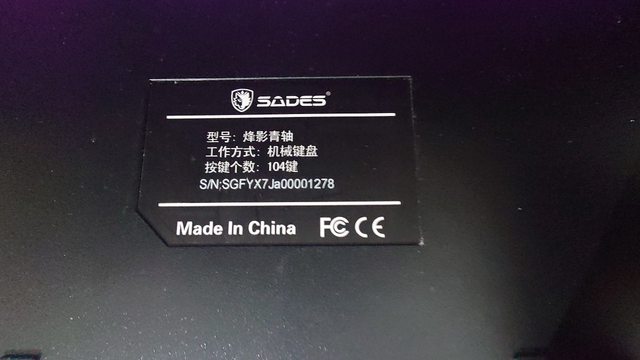 SADES®
型号: 烽影青轴
工作方式: 机械键盘
按键个数: 104键
S/N:SGFYX7Ja00001278
Made In China FC CE